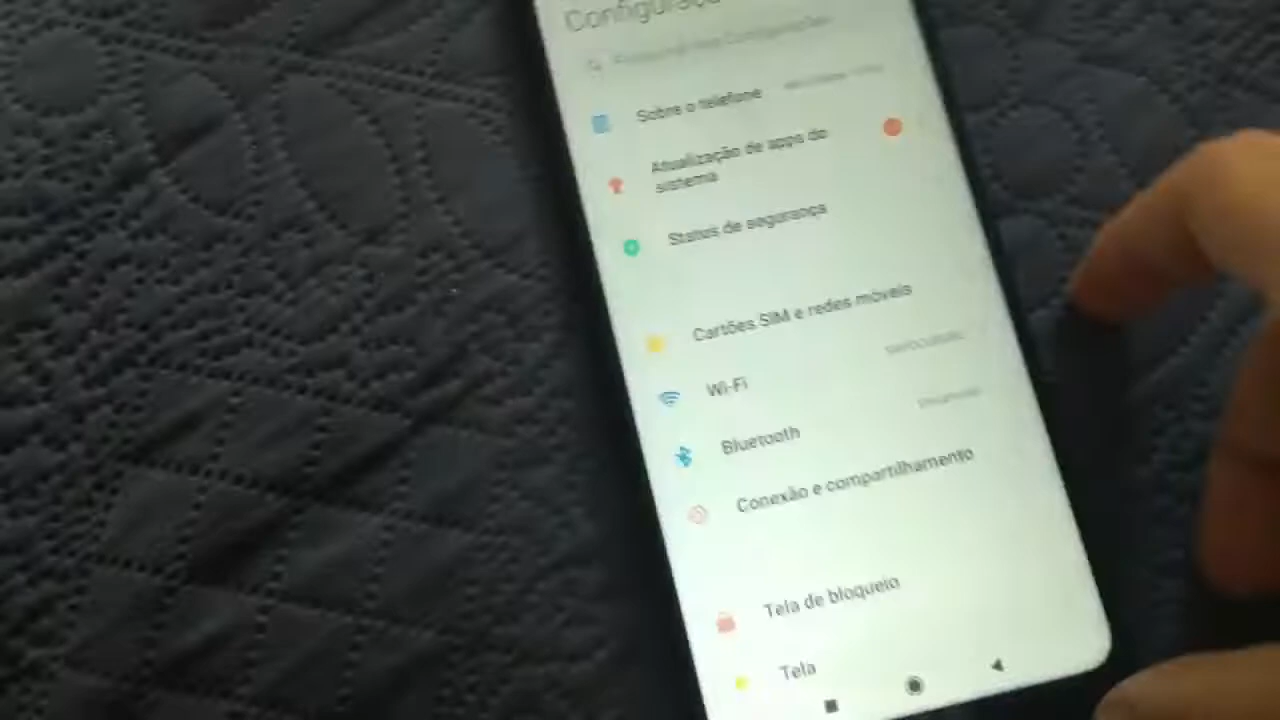 Sobre o telefone
Atualização de apps do
sistema
Status de segurança
Cartões SIM e redes móveis
Wi-Fi
Bluetooth
Conexão e compartilhamento
Tela de bloqueio
Tela